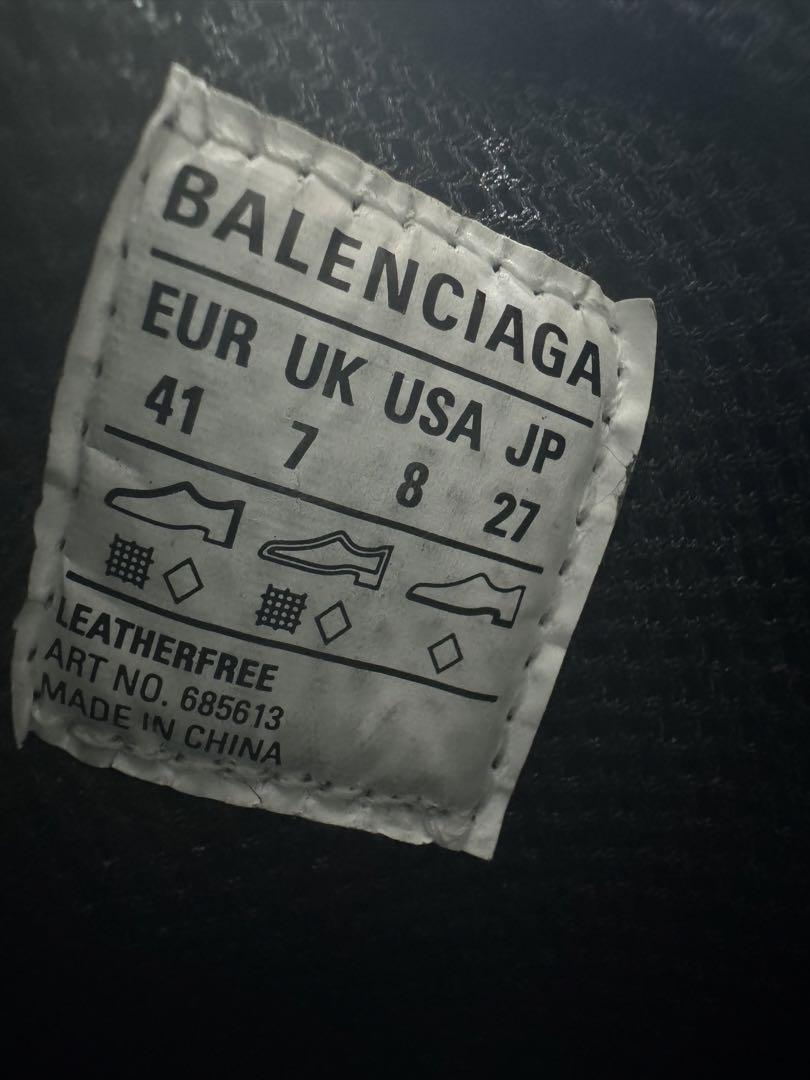 BALENCIAGA
EUR UK USA JP
41 7 8 27
LEATHERFREE
ART NO. 685613
MADE IN CHINA